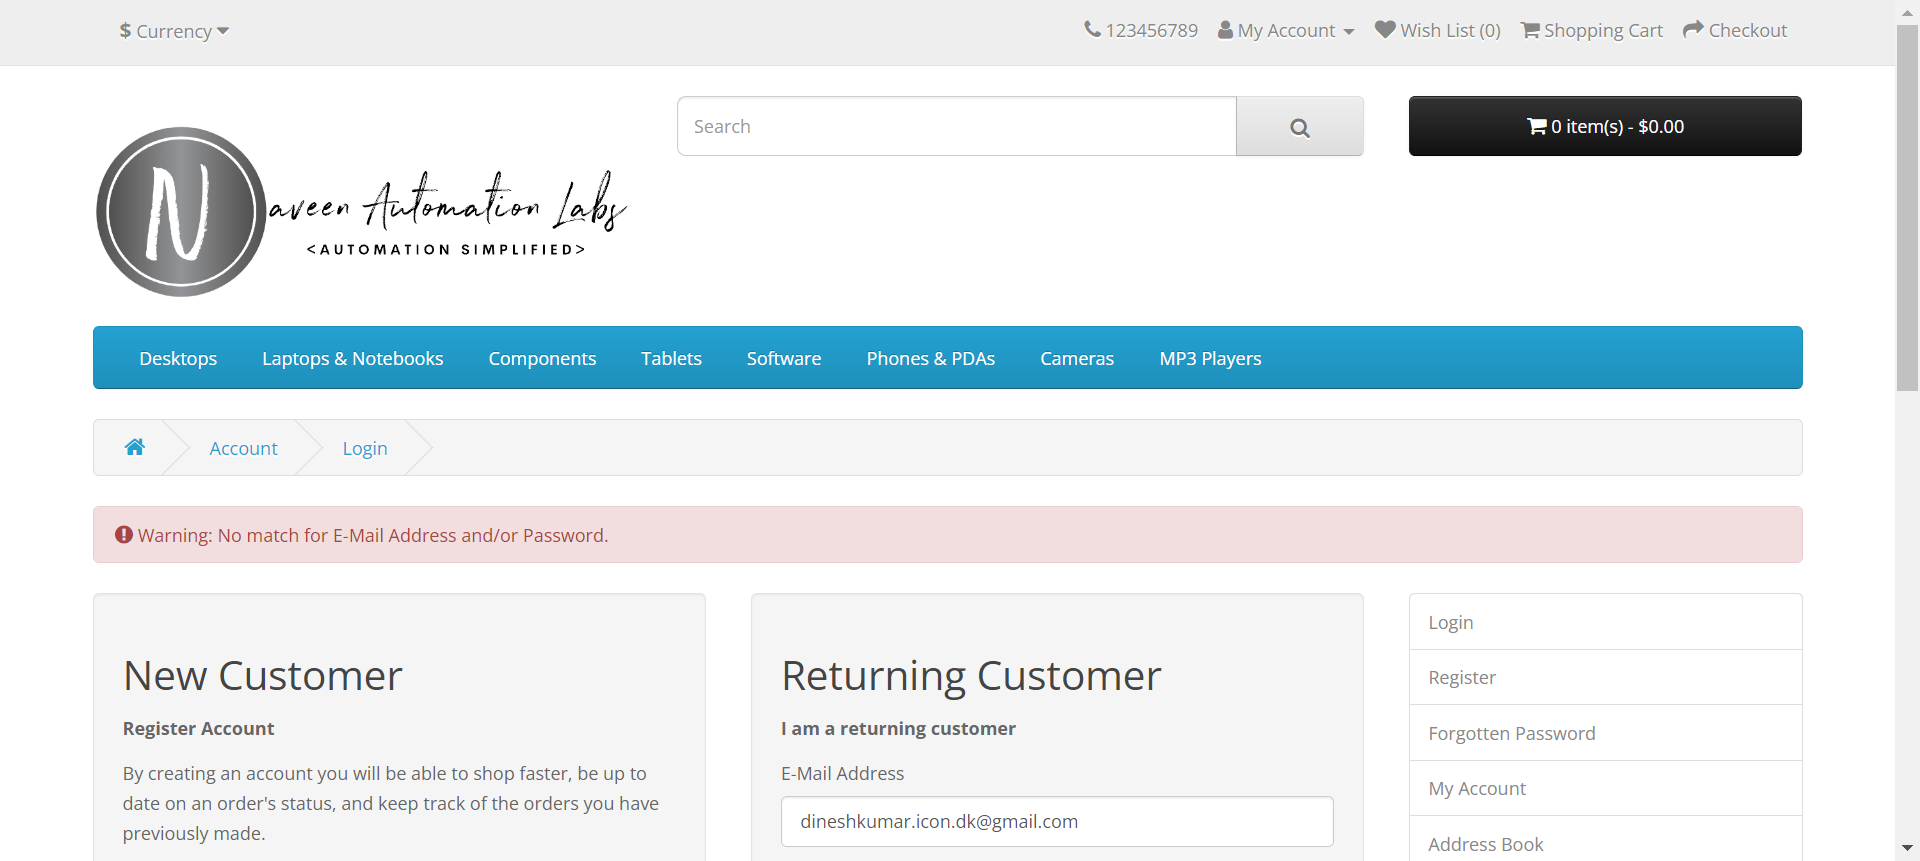 $ Currency
123456789 My Account Wish List (0) Shopping Cart Checkout
Search
0 item(s) - $0.00
Naveen Automation Labs
<AUTOMATION SIMPLIFIED>
Desktops Laptops & Notebooks Components Tablets Software Phones & PDAs Cameras MP3 Players
Account Login
Warning: No match for E-Mail Address and/or Password.
New Customer
Register Account
By creating an account you will be able to shop faster, be up to
date on an order's status, and keep track of the orders you have
previously made.
Returning Customer
I am a returning customer
E-Mail Address
dineshkumar.icon.dk@gmail.com
Login
Register
Forgotten Password
My Account
Address Book